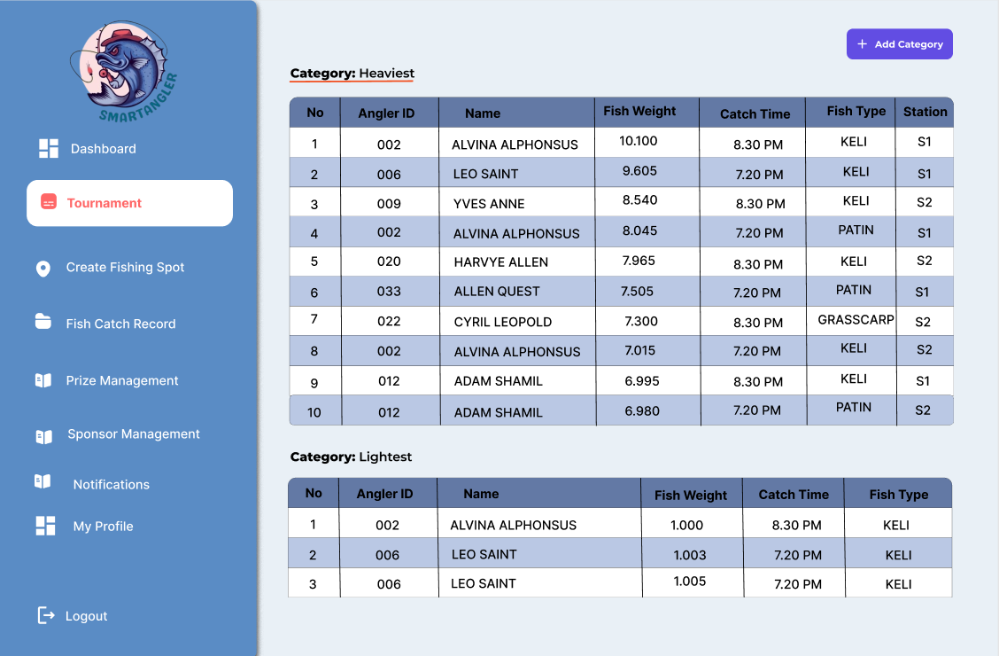 SMARTANGLER
Dashboard
Tournament
Create Fishing Spot
Fish Catch Record
Prize Management
Sponsor Management
Notifications
My Profile
Logout
+ Add Category
Category: Heaviest
No Angler ID Name Fish Weight Catch Time Fish Type Station
1 002 ALVINA ALPHONSUS 10.100 8.30 PM KELI S1
2 006 LEO SAINT 9.605 7.20 PM KELI S1
3 009 YVES ANNE 8.540 8.30 PM KELI S2
4 002 ALVINA ALPHONSUS 8.045 7.20 PM PATIN S1
5 020 HARVYE ALLEN 7.965 8.30 PM KELI S2
6 033 ALLEN QUEST 7.505 7.20 PM PATIN S1
7 022 CYRIL LEOPOLD 7.300 8.30 PM GRASSCARP S2
8 002 ALVINA ALPHONSUS 7.015 7.20 PM KELI S2
9 012 ADAM SHAMIL 6.995 8.30 PM KELI S1
10 012 ADAM SHAMIL 6.980 7.20 PM PATIN S2
Category: Lightest
No Angler ID Name Fish Weight Catch Time Fish Type
1 002 ALVINA ALPHONSUS 1.000 8.30 PM KELI
2 006 LEO SAINT 1.003 7.20 PM KELI
3 006 LEO SAINT 1.005 7.20 PM KELI